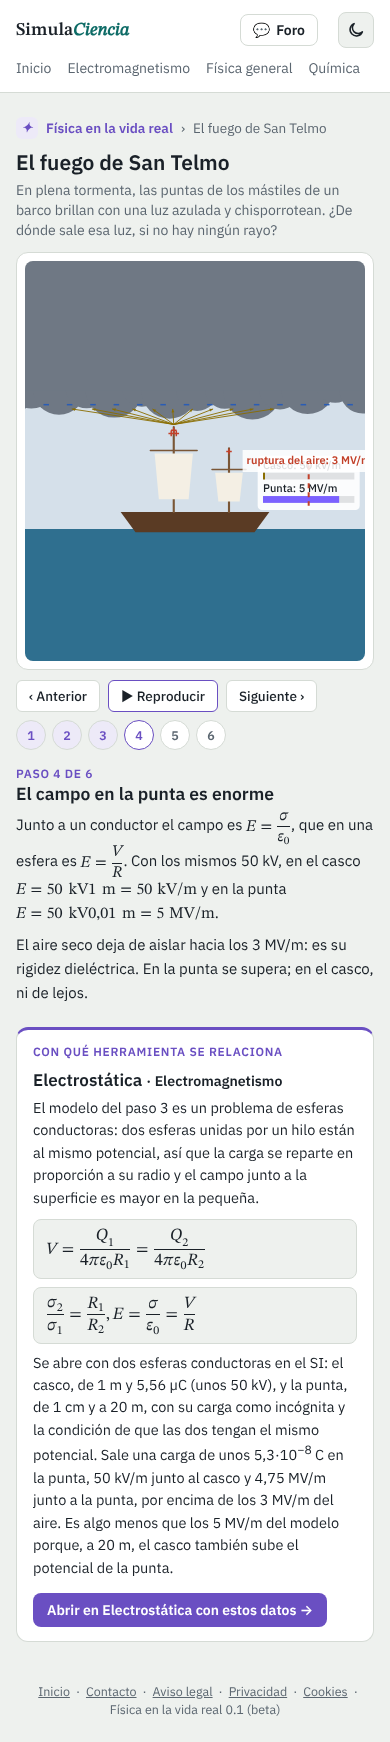 SimulaCiencia
💬 Foro
Inicio Electromagnetismo Física general Química
✦ Física en la vida real › El fuego de San Telmo
El fuego de San Telmo
En plena tormenta, las puntas de los mástiles de un
barco brillan con una luz azulada y chisporrotean. ¿De
dónde sale esa luz, si no hay ningún rayo?
ruptura del aire: 3 MV/m
Casco: 50 kV/m
Punta: 5 MV/m
‹ Anterior ▶ Reproducir Siguiente ›
1 2 3 4 5 6
PASO 4 DE 6
El campo en la punta es enorme
Junto a un conductor el campo es E = σ/ε₀, que en una
esfera es E = V/R. Con los mismos 50 kV, en el casco
E = 50 kV1 m = 50 kV/m y en la punta
E = 50 kV0,01 m = 5 MV/m.
El aire seco deja de aislar hacia los 3 MV/m: es su
rigidez dieléctrica. En la punta se supera; en el casco,
ni de lejos.
CON QUÉ HERRAMIENTA SE RELACIONA
Electrostática · Electromagnetismo
El modelo del paso 3 es un problema de esferas
conductoras: dos esferas unidas por un hilo están
al mismo potencial, así que la carga se reparte en
proporción a su radio y el campo junto a la
superficie es mayor en la pequeña.
V = Q₁/4πε₀R₁ = Q₂/4πε₀R₂
σ₂/σ₁ = R₁/R₂, E = σ/ε₀ = V/R
Se abre con dos esferas conductoras en el SI: el
casco, de 1 m y 5,56 µC (unos 50 kV), y la punta,
de 1 cm y a 20 m, con su carga como incógnita y
la condición de que las dos tengan el mismo
potencial. Sale una carga de unos 5,3·10⁻⁸ C en
la punta, 50 kV/m junto al casco y 4,75 MV/m
junto a la punta, por encima de los 3 MV/m del
aire. Es algo menos que los 5 MV/m del modelo
porque, a 20 m, el casco también sube el
potencial de la punta.
Abrir en Electrostática con estos datos →
Inicio · Contacto · Aviso legal · Privacidad · Cookies ·
Física en la vida real 0.1 (beta)